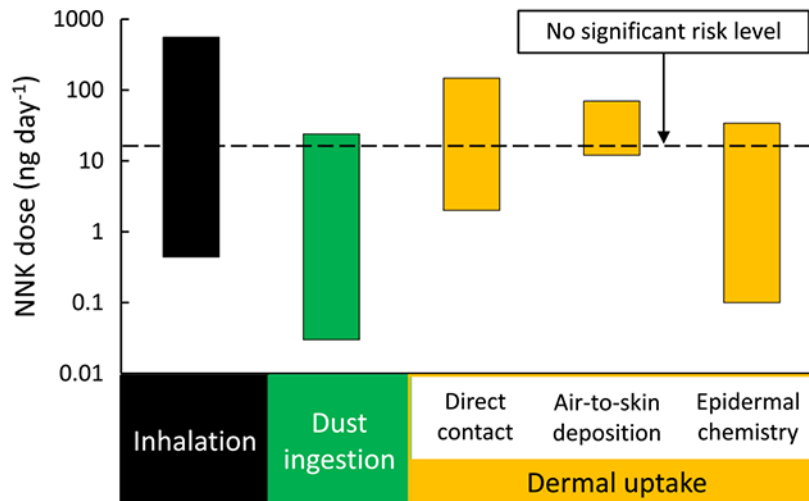 No significant risk level
NNK dose (ng day⁻¹)
1000
100
10
1
0.1
0.01
Inhalation
Dust
ingestion
Direct
contact
Air-to-skin
deposition
Epidermal
chemistry
Dermal uptake